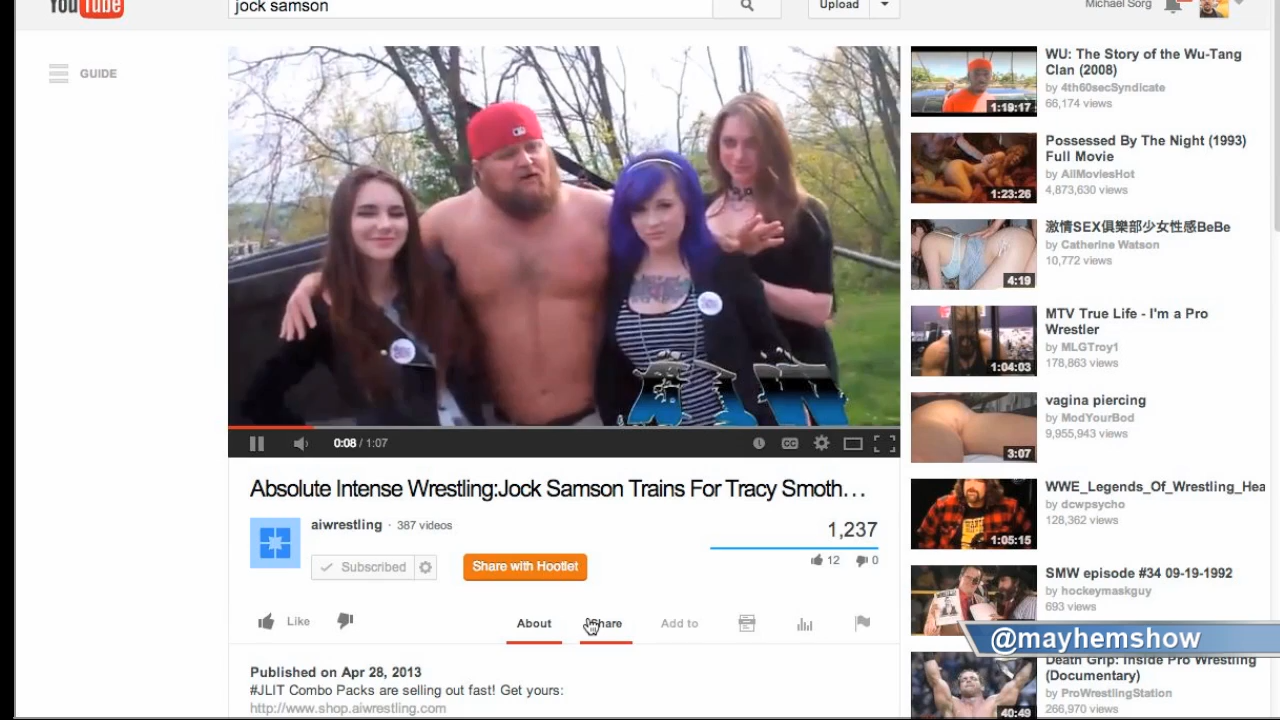 YouTube
jock samson
Upload
Michael Sorg
GUIDE
AIW
0:08 / 1:07
CC
Absolute Intense Wrestling:Jock Samson Trains For Tracy Smoth…
aiwrestling · 387 videos
1,237
Subscribed
Share with Hootlet
12
0
Like
About
Share
Add to
Published on Apr 28, 2013
#JLIT Combo Packs are selling out fast! Get yours:
http://www.shop.aiwrestling.com
WU: The Story of the Wu-Tang
Clan (2008)
by 4th60secSyndicate
66,174 views
1:19:17
Possessed By The Night (1993)
Full Movie
by AllMoviesHot
4,873,630 views
1:23:26
激情SEX俱樂部少女性感BeBe
by Catherine Watson
10,772 views
4:19
MTV True Life - I'm a Pro
Wrestler
by MLGTroy1
178,863 views
1:04:03
vagina piercing
by ModYourBod
9,955,943 views
3:07
WWE_Legends_Of_Wrestling_Hea
by dcwpsycho
128,362 views
1:05:15
SMW episode #34 09-19-1992
by hockeymaskguy
693 views
@mayhemshow
Death Grip: Inside Pro Wrestling
(Documentary)
by ProWrestlingStation
266,970 views
40:49